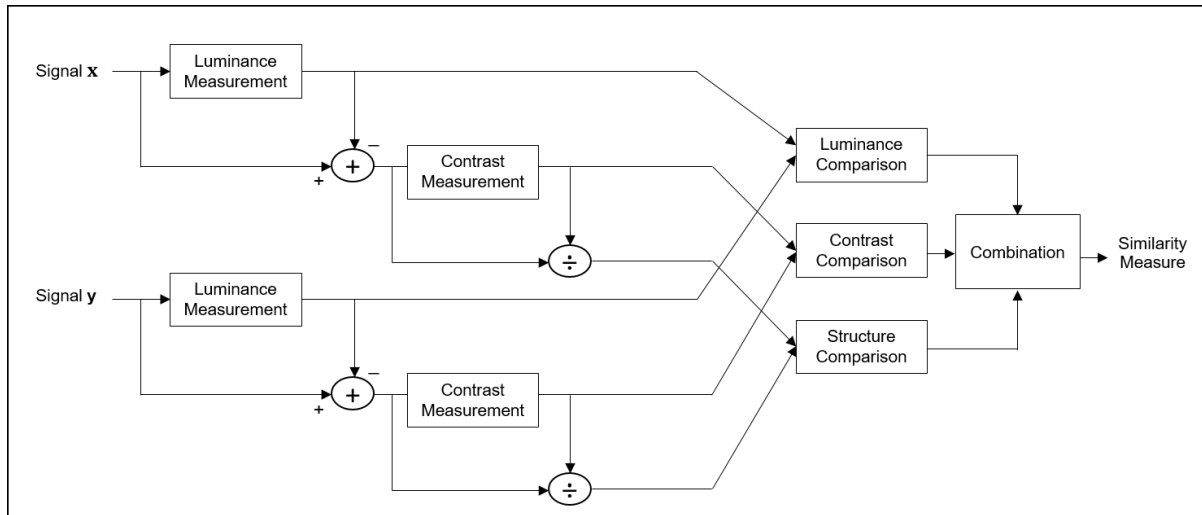 Signal x
Luminance
Measurement
−
+
+
Contrast
Measurement
÷
Signal y
Luminance
Measurement
−
+
+
Contrast
Measurement
÷
Luminance
Comparison
Contrast
Comparison
Structure
Comparison
Combination
Similarity
Measure